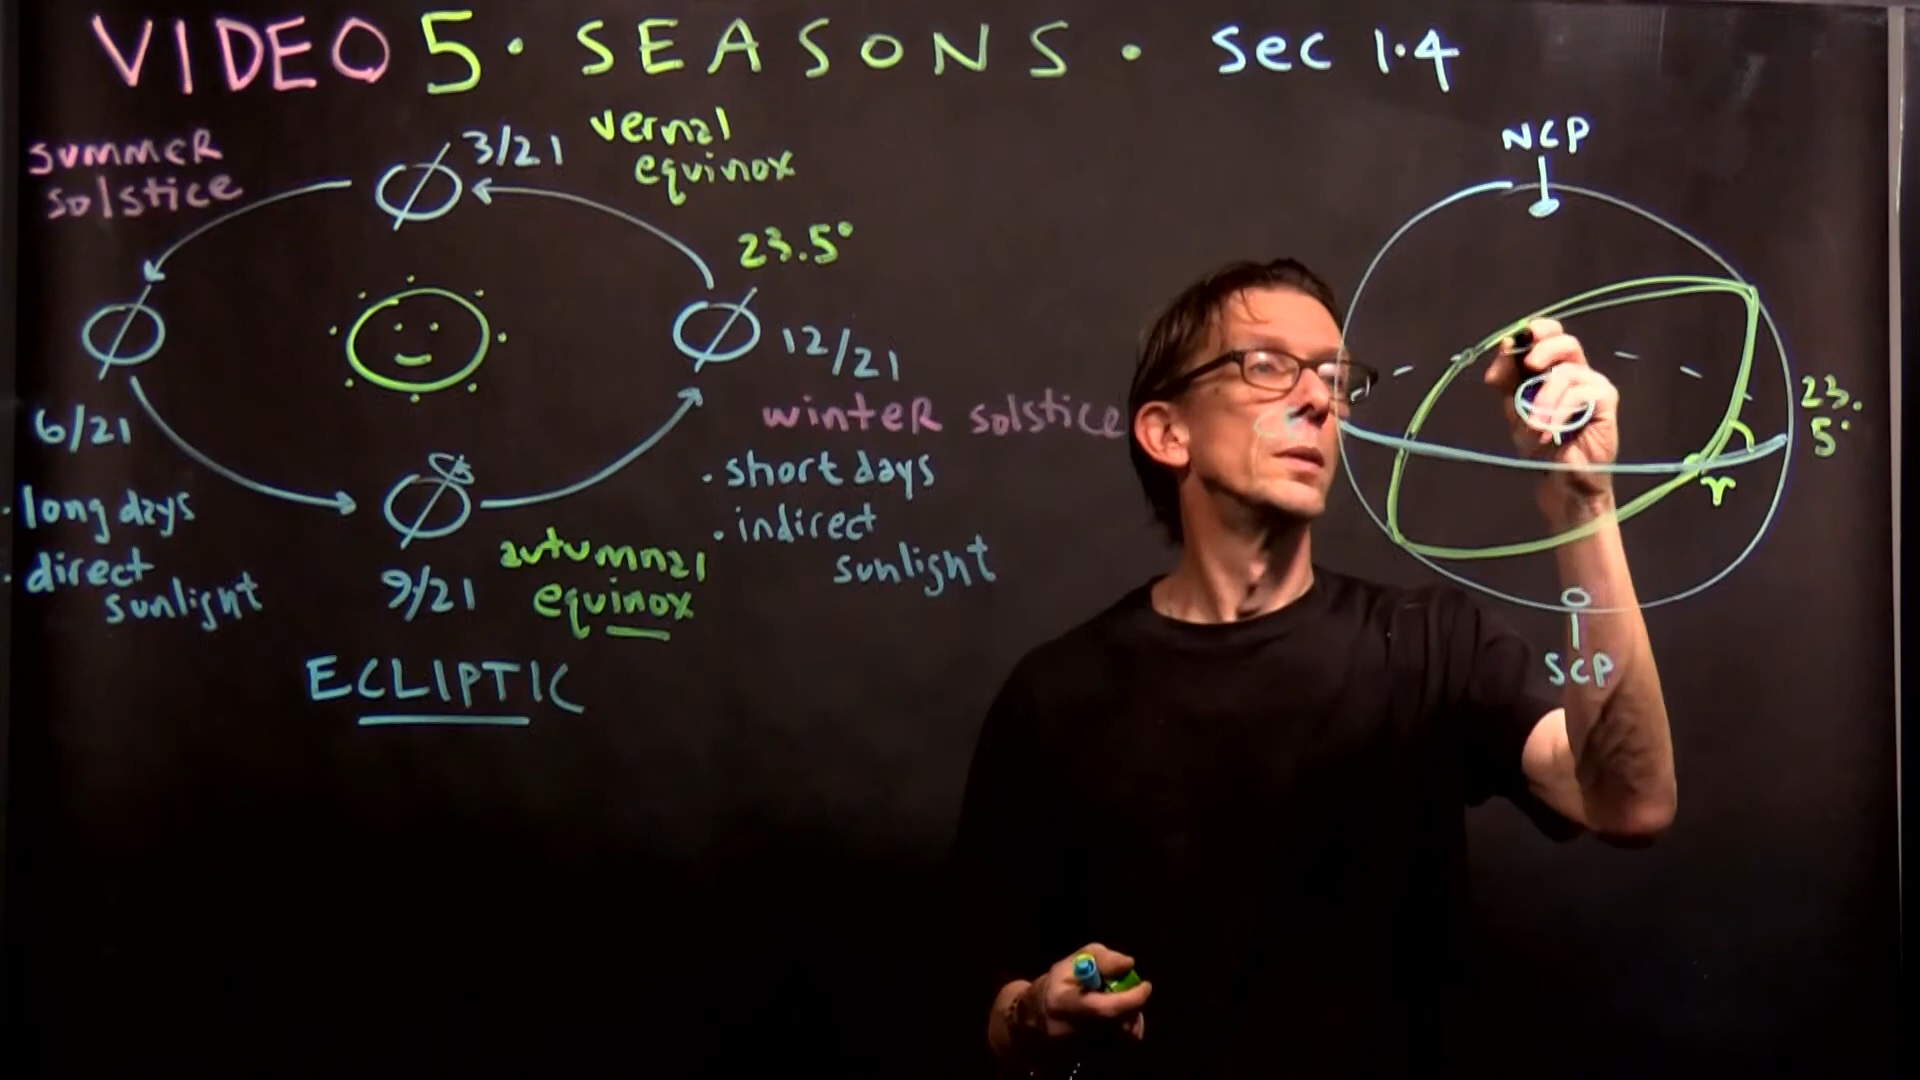 VIDEO 5 · SEASONS · sec 1.4
summer
solstice
3/21
vernal
equinox
23.5°
12/21
winter solstice
· short days
· indirect
sunlight
6/21
· long days
· direct
sunlight
9/21
autumnal
equinox
ECLIPTIC
NCP
23.
5°
♈
SCP